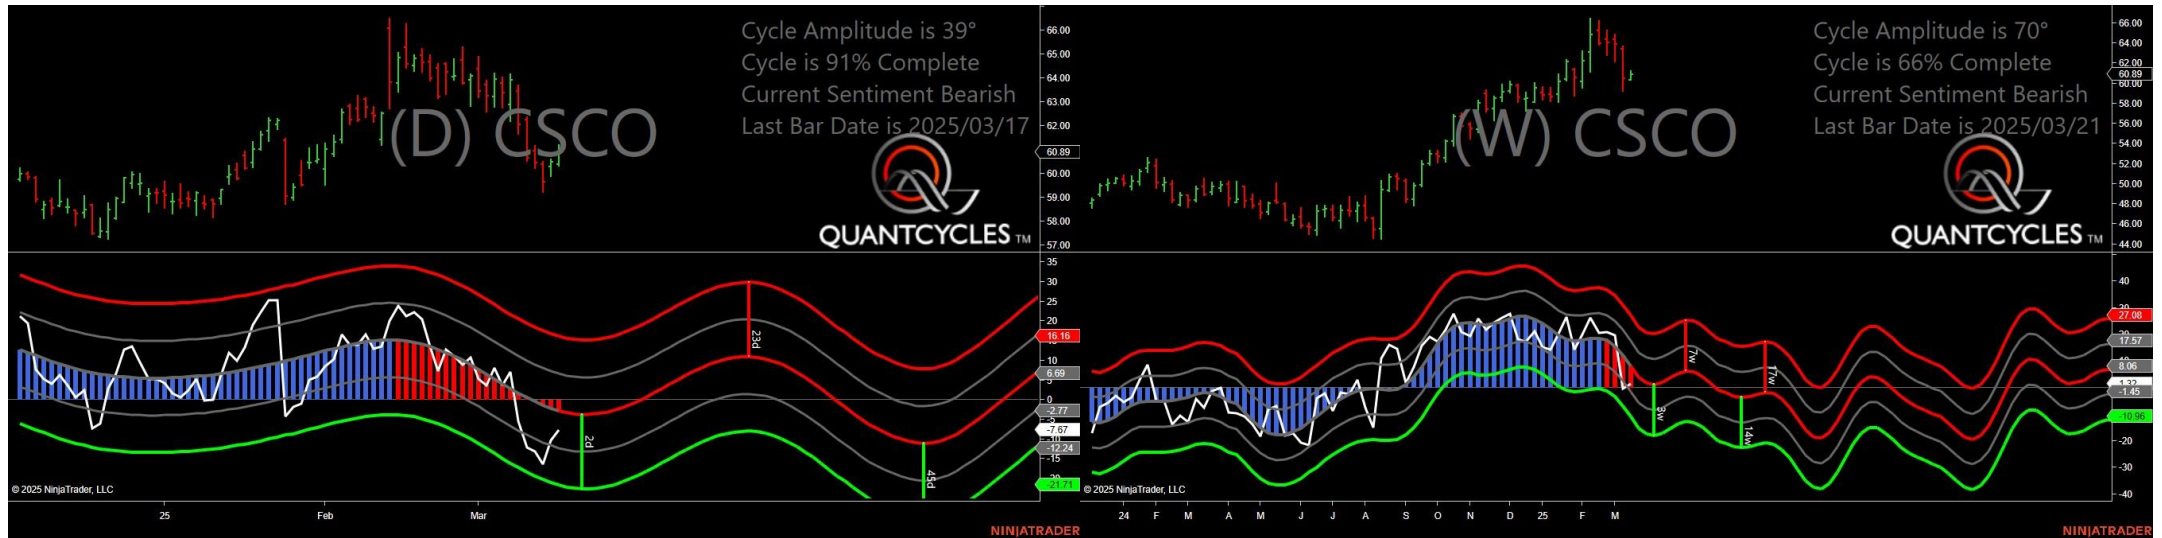 Cycle Amplitude is 39°
Cycle is 91% Complete
Current Sentiment Bearish
Last Bar Date is 2025/03/17
(D) CSCO
QUANTCYCLES TM
66.00
65.00
64.00
63.00
62.00
60.89
60.00
59.00
58.00
57.00
35
30
25
20
16.16
15
10
6.69
5
0
-2.77
-5
-7.67
-10
-12.24
-15
-21.71
23d
2d
45d
© 2025 NinjaTrader, LLC
25
Feb
Mar
NINJATRADER
Cycle Amplitude is 70°
Cycle is 66% Complete
Current Sentiment Bearish
Last Bar Date is 2025/03/21
(W) CSCO
QUANTCYCLES TM
66.00
64.00
62.00
60.89
60.00
58.00
56.00
54.00
52.00
50.00
48.00
46.00
44.00
40
27.08
17.57
8.06
1.32
-1.45
-10.96
-20
-30
-40
7w
17w
3w
14w
© 2025 NinjaTrader, LLC
24
F
M
A
M
J
J
A
S
O
N
D
25
F
M
NINJATRADER